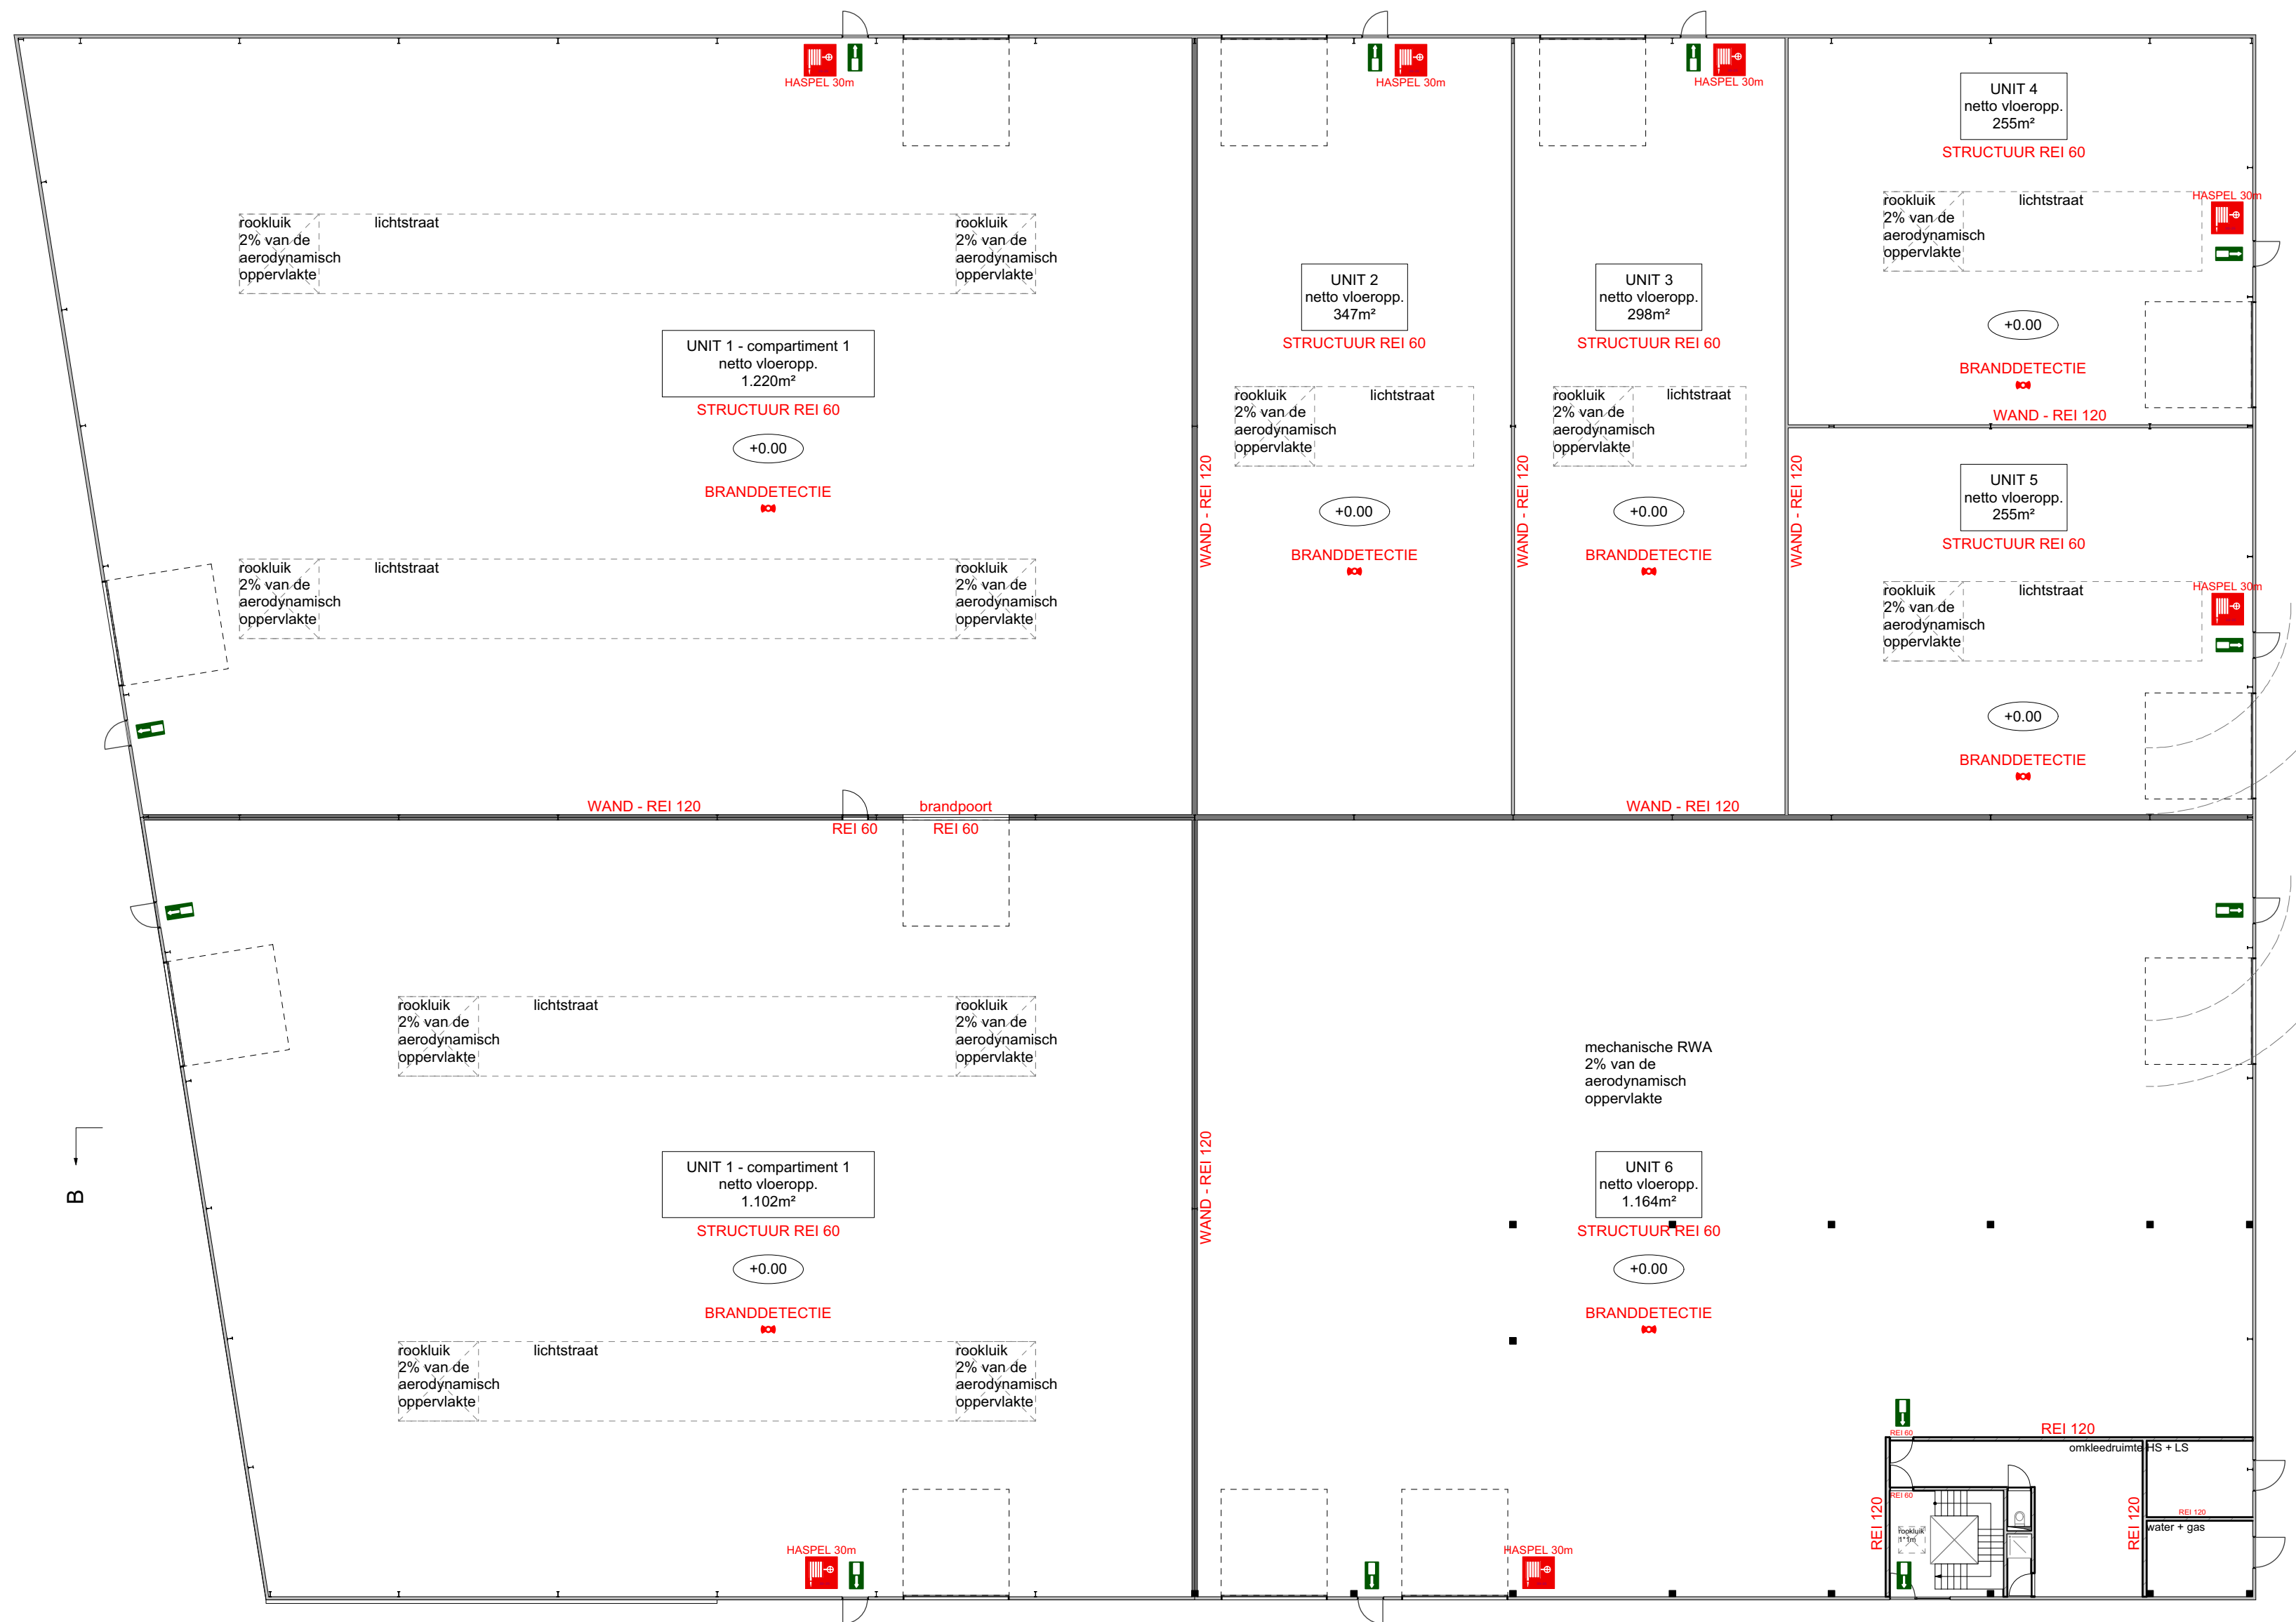 HASPEL 30m
HASPEL 30m
HASPEL 30m
UNIT 4
netto vloeropp.
255m²
STRUCTUUR REI 60
HASPEL 30m
rookluik
2% van de
aerodynamisch
oppervlakte
lichtstraat
+0.00
BRANDDETECTIE
WAND - REI 120
rookluik
2% van de
aerodynamisch
oppervlakte
lichtstraat
rookluik
2% van de
aerodynamisch
oppervlakte
UNIT 1 - compartiment 1
netto vloeropp.
1.220m²
STRUCTUUR REI 60
+0.00
BRANDDETECTIE
rookluik
2% van de
aerodynamisch
oppervlakte
lichtstraat
rookluik
2% van de
aerodynamisch
oppervlakte
WAND - REI 120
UNIT 2
netto vloeropp.
347m²
STRUCTUUR REI 60
rookluik
2% van de
aerodynamisch
oppervlakte
lichtstraat
+0.00
BRANDDETECTIE
WAND - REI 120
UNIT 3
netto vloeropp.
298m²
STRUCTUUR REI 60
rookluik
2% van de
aerodynamisch
oppervlakte
lichtstraat
+0.00
BRANDDETECTIE
WAND - REI 120
UNIT 5
netto vloeropp.
255m²
STRUCTUUR REI 60
HASPEL 30m
rookluik
2% van de
aerodynamisch
oppervlakte
lichtstraat
+0.00
BRANDDETECTIE
WAND - REI 120
REI 60
brandpoort
REI 60
WAND - REI 120
rookluik
2% van de
aerodynamisch
oppervlakte
lichtstraat
rookluik
2% van de
aerodynamisch
oppervlakte
B
UNIT 1 - compartiment 1
netto vloeropp.
1.102m²
STRUCTUUR REI 60
+0.00
BRANDDETECTIE
rookluik
2% van de
aerodynamisch
oppervlakte
lichtstraat
rookluik
2% van de
aerodynamisch
oppervlakte
HASPEL 30m
WAND - REI 120
mechanische RWA
2% van de
aerodynamisch
oppervlakte
UNIT 6
netto vloeropp.
1.164m²
STRUCTUUR REI 60
+0.00
BRANDDETECTIE
HASPEL 30m
REI 60
REI 120
omkleedruimte
HS + LS
REI 120
REI 60
rookluik
1*1m
REI 120
REI 120
water + gas